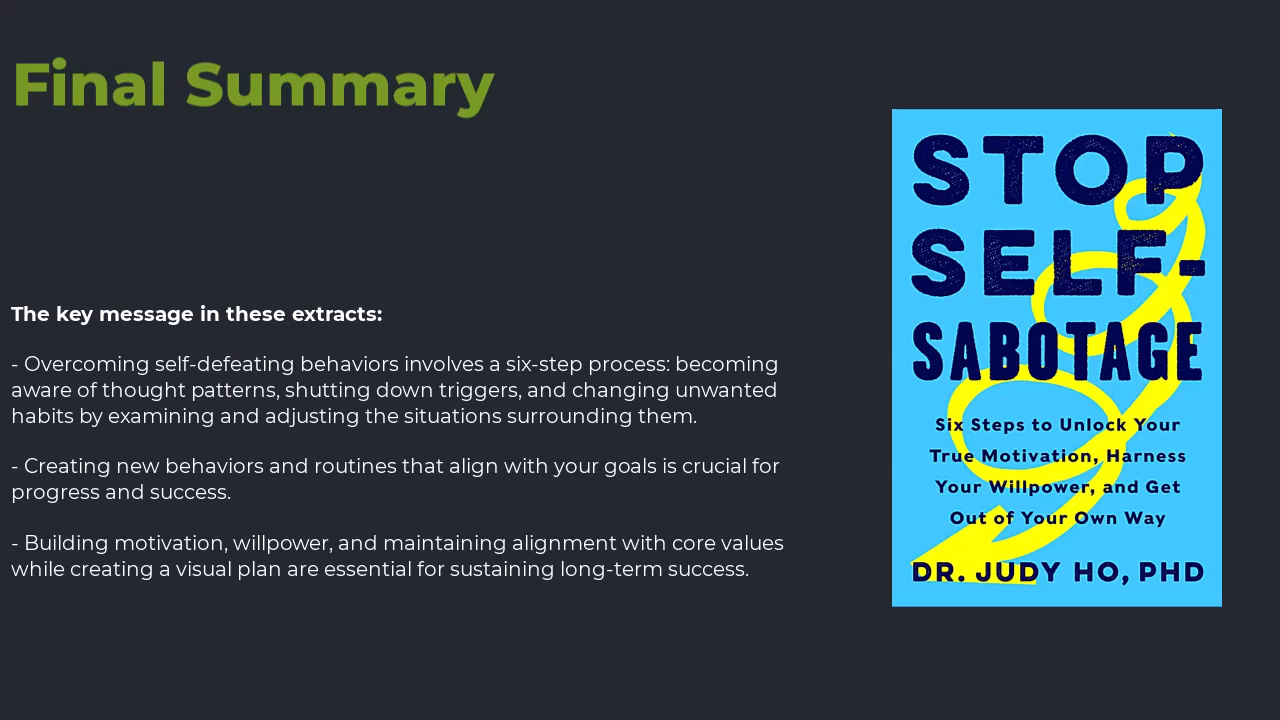 Final Summary
The key message in these extracts:
- Overcoming self-defeating behaviors involves a six-step process: becoming
aware of thought patterns, shutting down triggers, and changing unwanted
habits by examining and adjusting the situations surrounding them.
- Creating new behaviors and routines that align with your goals is crucial for
progress and success.
- Building motivation, willpower, and maintaining alignment with core values
while creating a visual plan are essential for sustaining long-term success.
STOP
SELF-
SABOTAGE
Six Steps to Unlock Your
True Motivation, Harness
Your Willpower, and Get
Out of Your Own Way
DR. JUDY HO, PHD